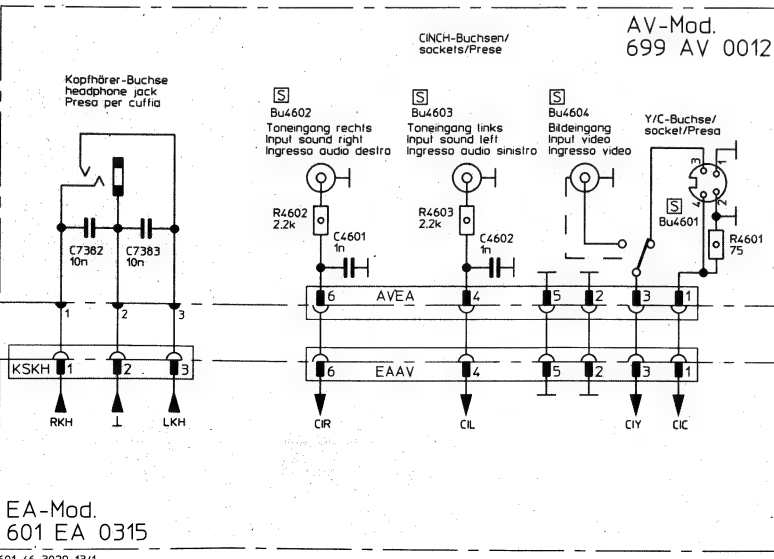 AV-Mod.
699 AV 0012
CINCH-Buchsen/
sockets/Prese
Kopfhörer-Buchse
headphone jack
Presa per cuffia
S
Bu4602
Toneingang rechts
Input sound right
Ingresso audio destro
S
Bu4603
Toneingang links
Input sound left
Ingresso audio sinistro
S
Bu4604
Bildeingang
Input video
Ingresso video
Y/C-Buchse/
socket/Presa
3
1
4
2
S
Bu4601
R4601
75
R4602
2.2k
C4601
1n
R4603
2.2k
C4602
1n
C7382
10n
C7383
10n
6 AVEA 4 5 2 3 1
1 2 3
KSKH 1 2 3
6 EAAV 4 5 2 3 1
RKH ⊥ LKH
CIR CIL CIY CIC
EA-Mod.
601 EA 0315